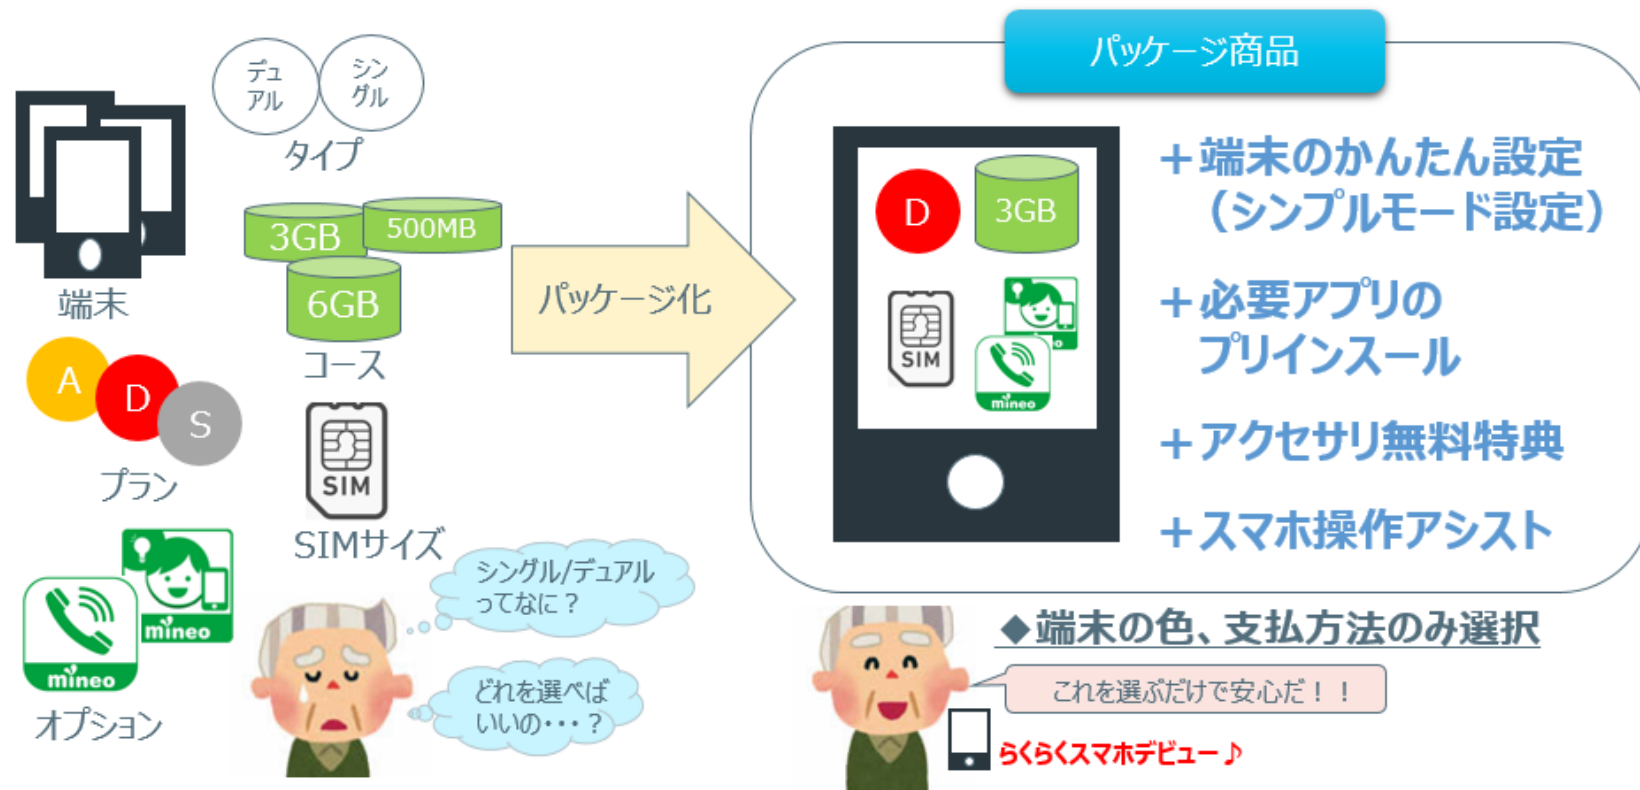 デュ
アル
シン
グル
タイプ
端末
3GB
500MB
6GB
コース
A
D
S
プラン
SIM
SIMサイズ
mineo
mineo
オプション
シングル/デュアル
ってなに？
どれを選べば
いいの・・・？
パッケージ化
パッケージ商品
D
3GB
SIM
mineo
＋端末のかんたん設定
（シンプルモード設定）
＋必要アプリの
プリインスール
＋アクセサリ無料特典
＋スマホ操作アシスト
◆端末の色、支払方法のみ選択
これを選ぶだけで安心だ！！
らくらくスマホデビュー♪